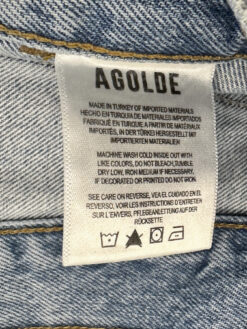 AGOLDE
MADE IN TURKEY OF IMPORTED MATERIALS
HECHO EN TURQUIA DE MATERIALES IMPORTADOS
FABRIQUÉ EN TURQUIE A PARTIR DE MATÉRIAUX
IMPORTÉS, IN DER TÜRKEI HERGESTELLT MIT
IMPORTIERTEN MATERIALIEN
MACHINE WASH COLD INSIDE OUT WITH
LIKE COLORS, DO NOT BLEACH,TUMBLE
DRY LOW, IRON MEDIUM IF NECESSARY,
IF DECORATED OR PRINTED DO NOT IRON.
SEE CARE ON REVERSE, VEA EL CUIDADO EN EL
REVERSO, VOIR LES INSTRUCTIONS D'ENTRETIEN
SUR L'ENVERS, PFLEGEANLEITUNG AUF DER
RÜCKSEITE